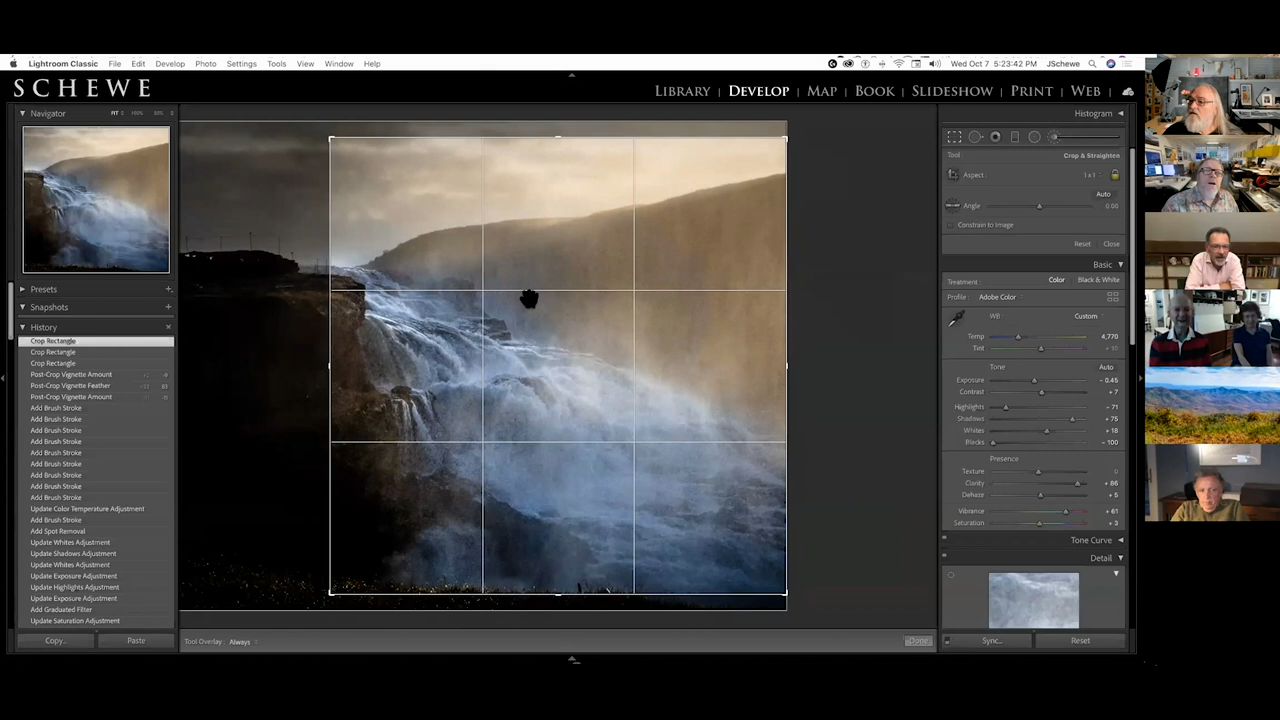 Lightroom Classic File Edit Develop Photo Settings Tools View Window Help Wed Oct 7 5:23:42 PM JSchewe
SCHEWE
LIBRARY | DEVELOP | MAP | BOOK | SLIDESHOW | PRINT | WEB |
Navigator FIT 100% 50%
Histogram
Tool: Crop & Straighten
Aspect: 1 x 1
Auto
Angle 0.00
Constrain to Image
Reset Close
Basic
Treatment: Color Black & White
Profile: Adobe Color
WB: Custom
Temp 4,770
Tint
Tone Auto
Exposure - 0.45
Contrast + 7
Highlights - 71
Shadows + 75
Whites + 18
Blacks - 100
Presence
Texture 0
Clarity + 86
Dehaze + 5
Vibrance + 61
Saturation + 3
Tone Curve
Detail
Presets
Snapshots
History
Crop Rectangle
Crop Rectangle
Crop Rectangle
Post-Crop Vignette Amount
Post-Crop Vignette Feather
Post-Crop Vignette Amount
Add Brush Stroke
Add Brush Stroke
Add Brush Stroke
Add Brush Stroke
Add Brush Stroke
Add Brush Stroke
Add Brush Stroke
Add Brush Stroke
Add Brush Stroke
Update Color Temperature Adjustment
Add Brush Stroke
Add Spot Removal
Update Whites Adjustment
Update Shadows Adjustment
Update Whites Adjustment
Update Exposure Adjustment
Update Highlights Adjustment
Update Exposure Adjustment
Add Graduated Filter
Update Saturation Adjustment
Copy... Paste
Tool Overlay: Always
Done
Sync... Reset